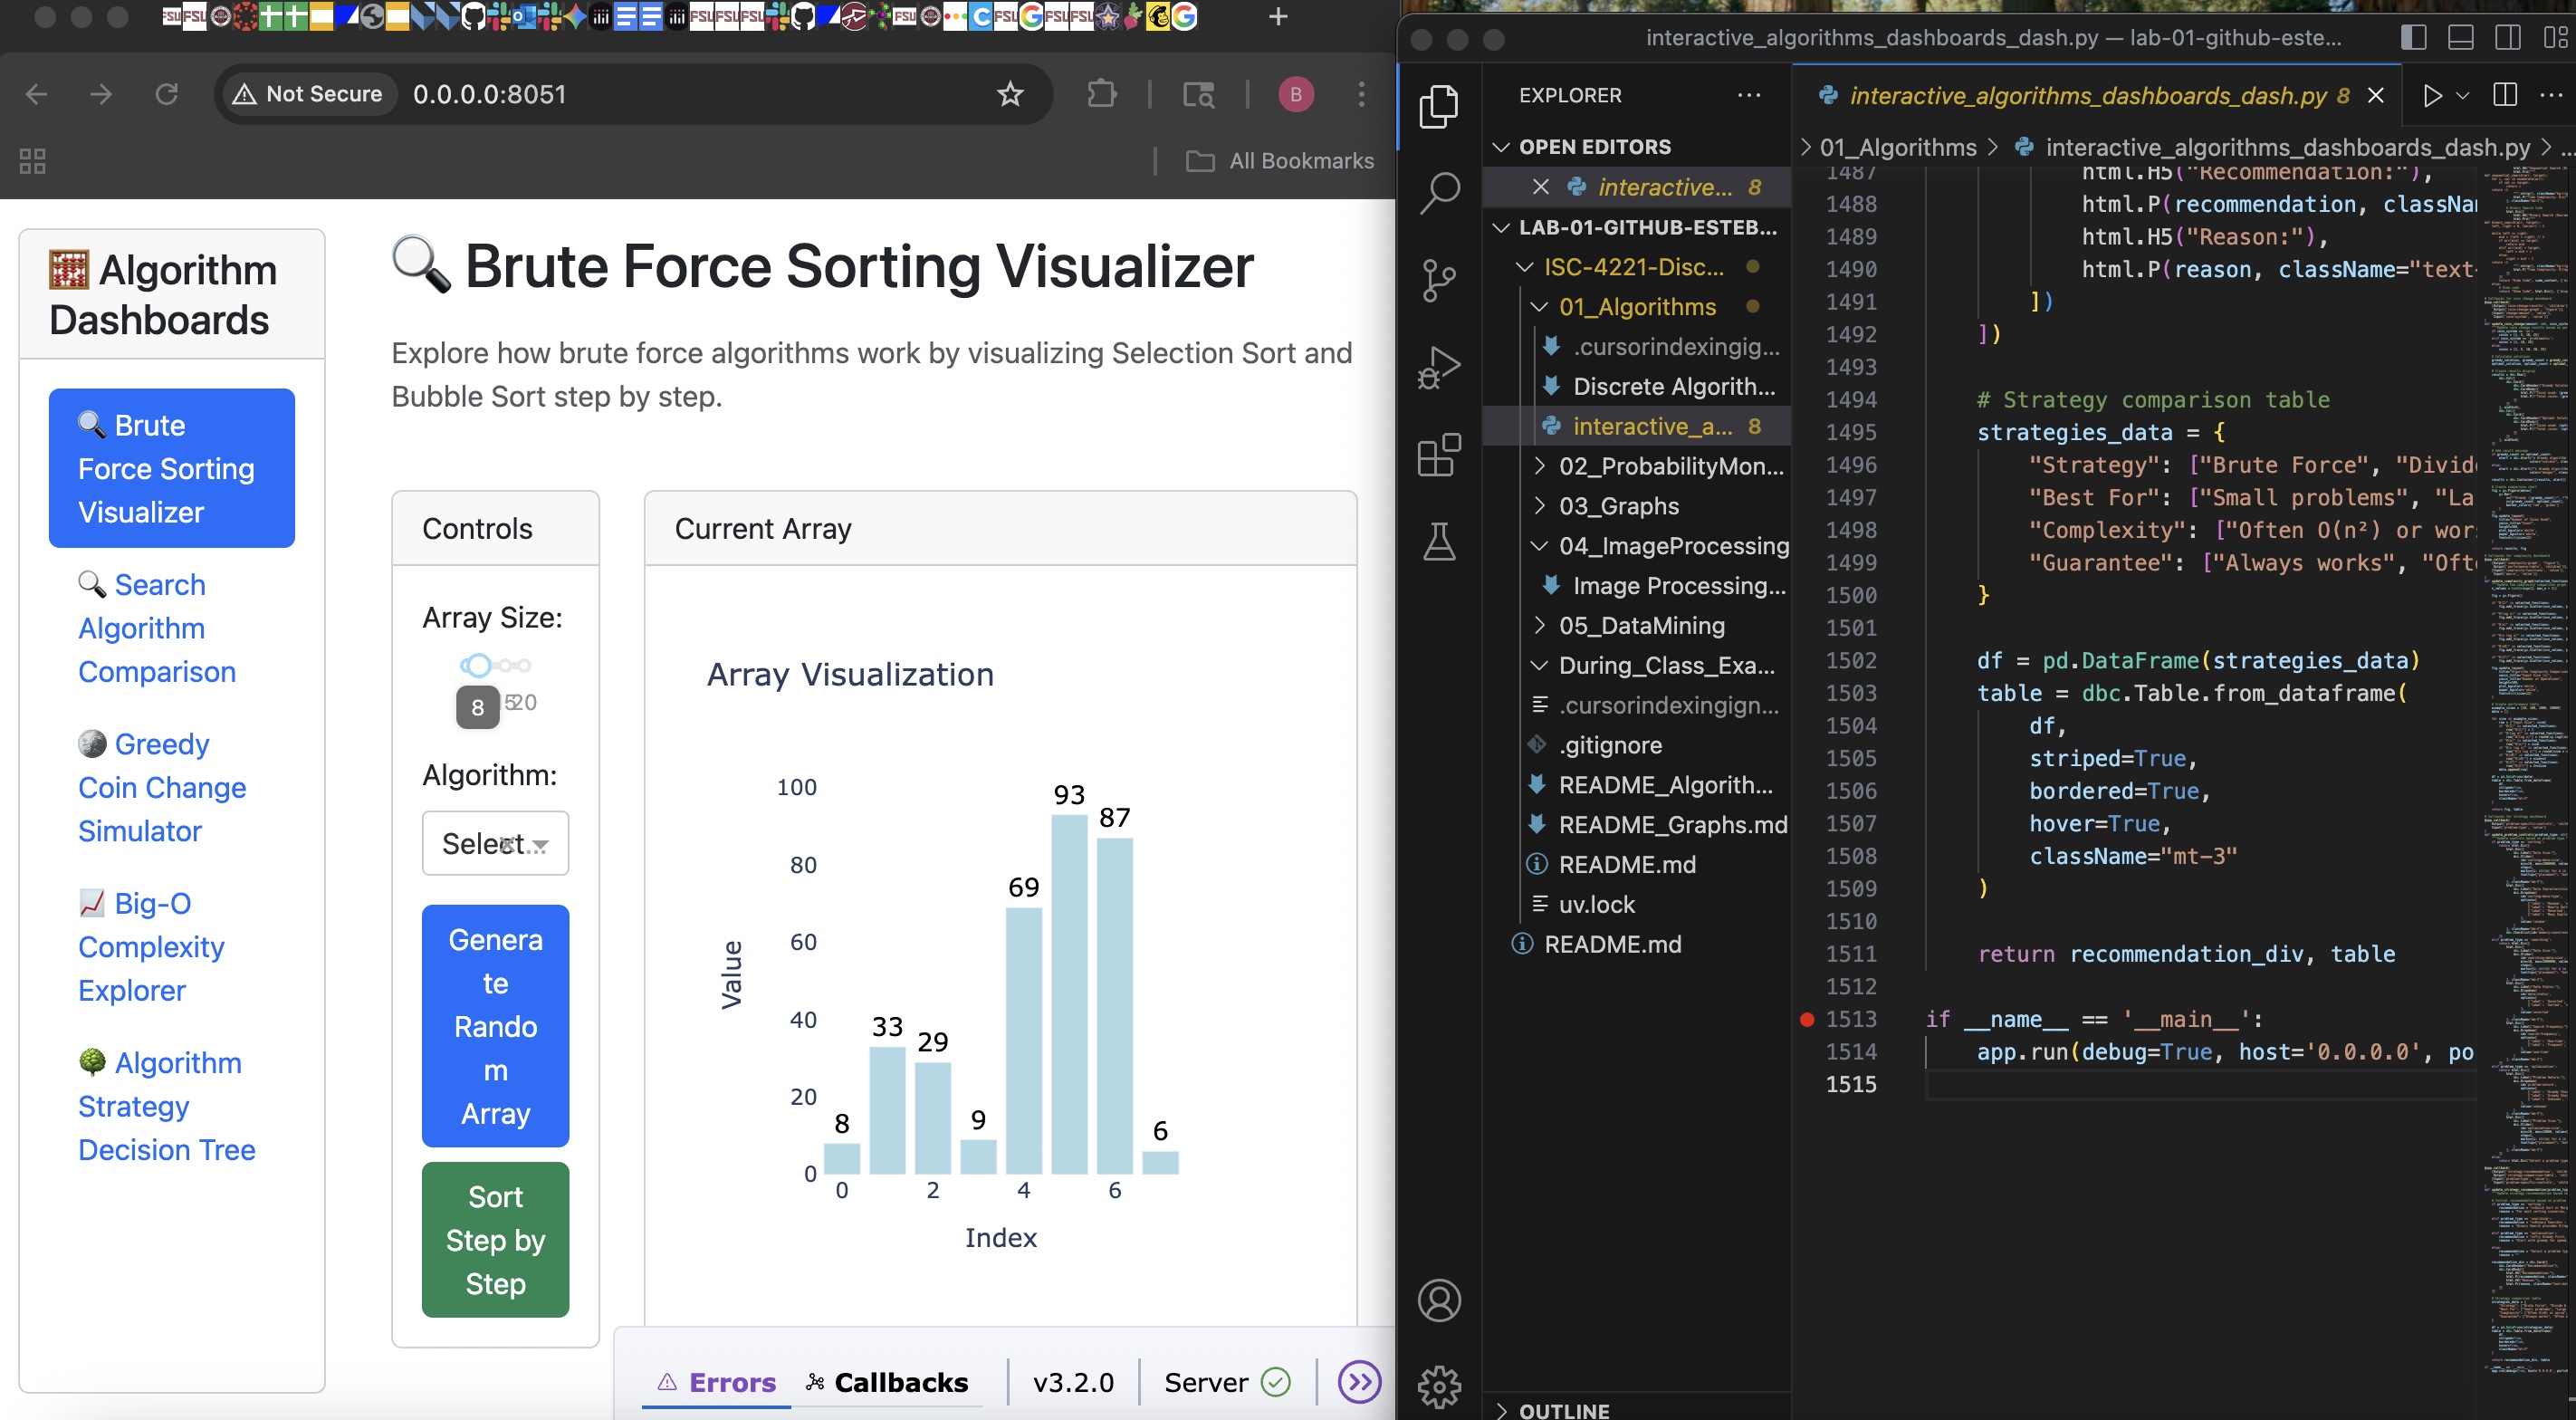 Not Secure
0.0.0.0:8051
B
All Bookmarks
Algorithm
Dashboards
Brute
Force Sorting
Visualizer
Search
Algorithm
Comparison
Greedy
Coin Change
Simulator
Big-O
Complexity
Explorer
Algorithm
Strategy
Decision Tree
Brute Force Sorting Visualizer
Explore how brute force algorithms work by visualizing Selection Sort and
Bubble Sort step by step.
Controls
Array Size:
8
20
Algorithm:
Select...
Genera
te
Rando
m
Array
Sort
Step by
Step
Current Array
Array Visualization
Value
100
80
60
40
20
0
8
33
29
9
69
93
87
6
0
2
4
6
Index
Errors
Callbacks
v3.2.0
Server
interactive_algorithms_dashboards_dash.py — lab-01-github-este...
EXPLORER
OPEN EDITORS
interactive... 8
LAB-01-GITHUB-ESTEB...
ISC-4221-Disc...
01_Algorithms
.cursorindexingig...
Discrete Algorith...
interactive_a... 8
02_ProbabilityMon...
03_Graphs
04_ImageProcessing
Image Processing...
05_DataMining
During_Class_Exa...
.cursorindexingign...
.gitignore
README_Algorith...
README_Graphs.md
README.md
uv.lock
README.md
OUTLINE
interactive_algorithms_dashboards_dash.py 8
01_Algorithms > interactive_algorithms_dashboards_dash.py > ...
1487 html.H5("Recommendation:"),
1488 html.P(recommendation, classNa
1489 html.H5("Reason:"),
1490 html.P(reason, className="text-
1491 ])
1492 ])
1493
1494 # Strategy comparison table
1495 strategies_data = {
1496 "Strategy": ["Brute Force", "Divid
1497 "Best For": ["Small problems", "La
1498 "Complexity": ["Often O(n²) or wor
1499 "Guarantee": ["Always works", "Oft
1500 }
1501
1502 df = pd.DataFrame(strategies_data)
1503 table = dbc.Table.from_dataframe(
1504 df,
1505 striped=True,
1506 bordered=True,
1507 hover=True,
1508 className="mt-3"
1509 )
1510
1511 return recommendation_div, table
1512
1513 if __name__ == '__main__':
1514 app.run(debug=True, host='0.0.0.0', po
1515